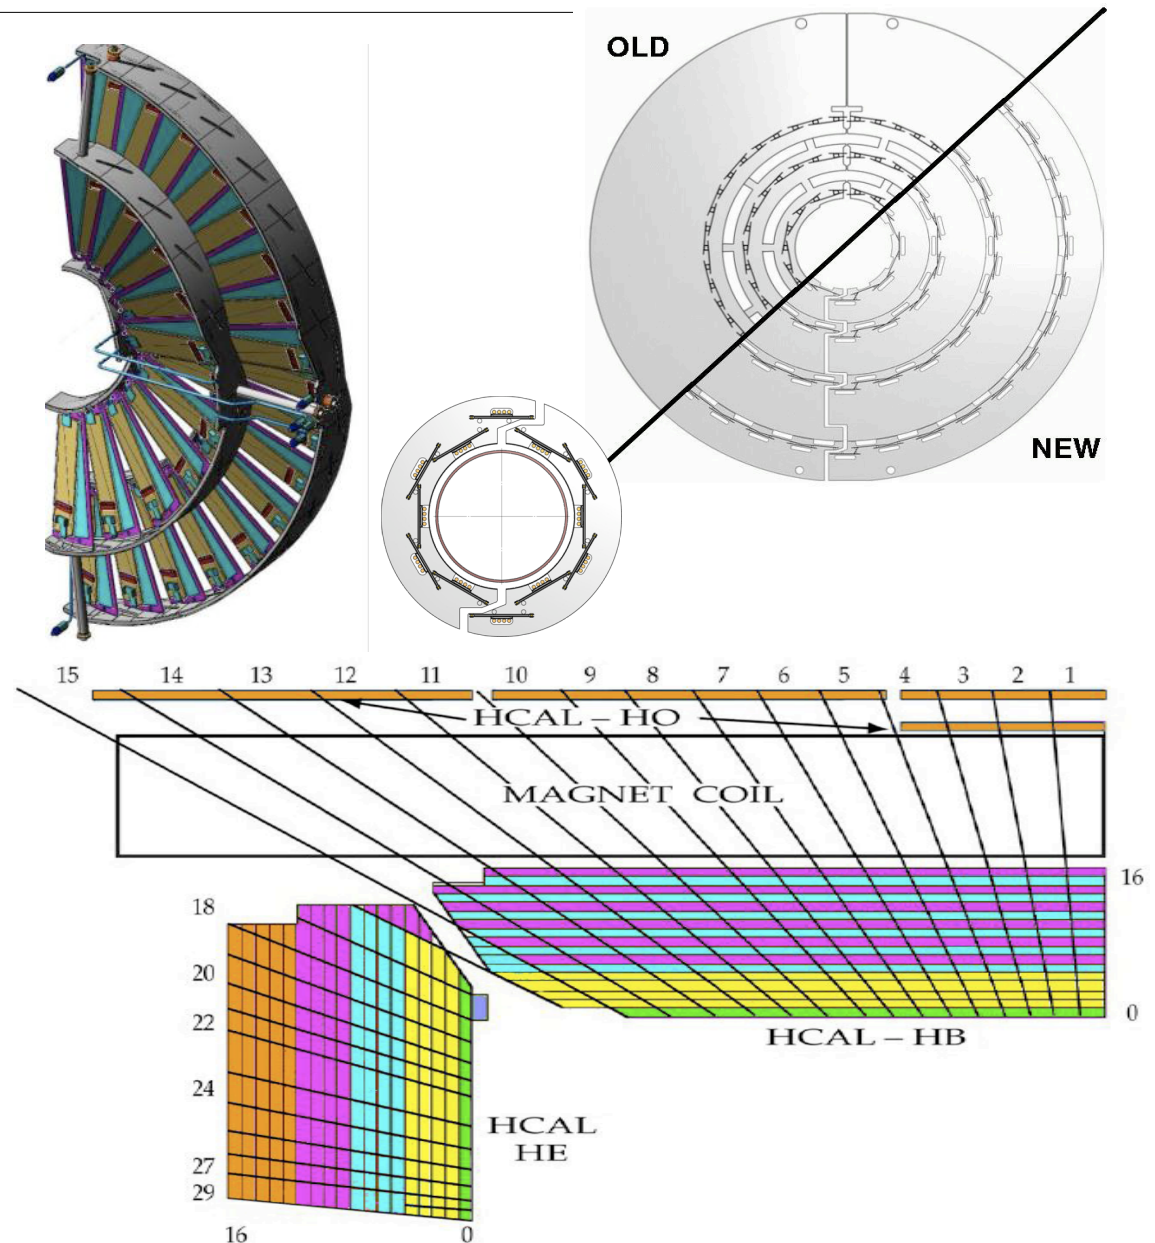 OLD
NEW
15 14 13 12 11 10 9 8 7 6 5 4 3 2 1
HCAL – HO
MAGNET COIL
16
18
20
22
24
27
29
0
HCAL – HB
HCAL
HE
16 0